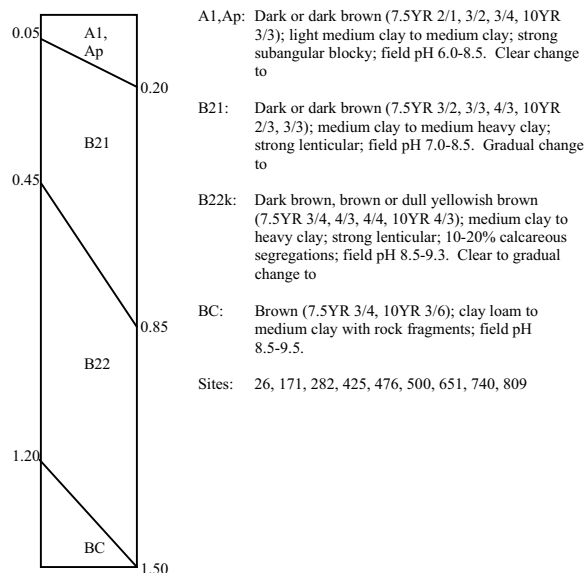 0.05
A1,
Ap
0.20
B21
0.45
0.85
B22
1.20
BC
1.50
A1,Ap: Dark or dark brown (7.5YR 2/1, 3/2, 3/4, 10YR
3/3); light medium clay to medium clay; strong
subangular blocky; field pH 6.0-8.5. Clear change
to
B21: Dark or dark brown (7.5YR 3/2, 3/3, 4/3, 10YR
2/3, 3/3); medium clay to medium heavy clay;
strong lenticular; field pH 7.0-8.5. Gradual change
to
B22k: Dark brown, brown or dull yellowish brown
(7.5YR 3/4, 4/3, 4/4, 10YR 4/3); medium clay to
heavy clay; strong lenticular; 10-20% calcareous
segregations; field pH 8.5-9.3. Clear to gradual
change to
BC: Brown (7.5YR 3/4, 10YR 3/6); clay loam to
medium clay with rock fragments; field pH
8.5-9.5.
Sites: 26, 171, 282, 425, 476, 500, 651, 740, 809